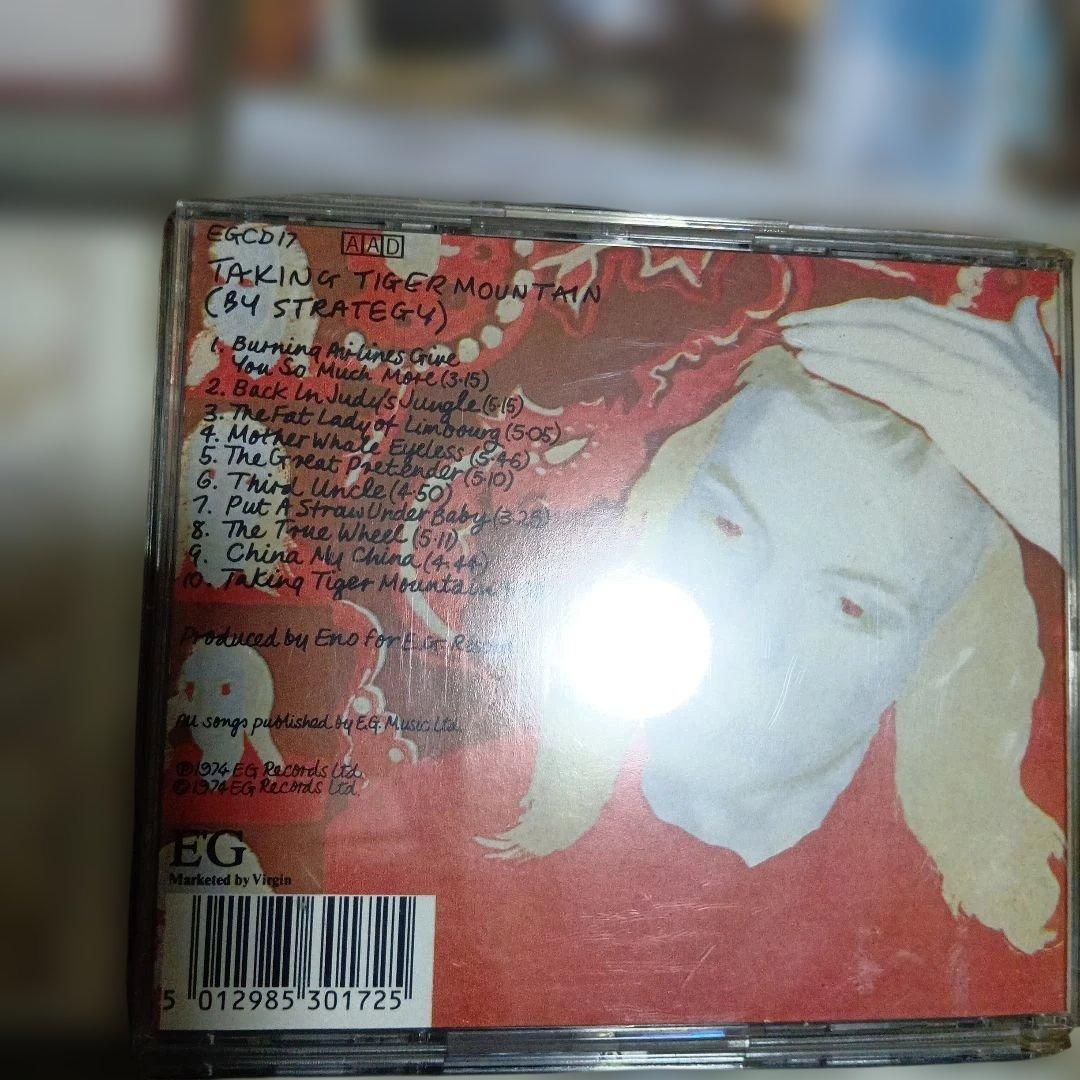 EGCD 17 AAD
TAKING TIGER MOUNTAIN
(BY STRATEGY)
1. Burning Airlines Give
You So Much More (3·15)
2. Back In Judy's Jungle (5·15)
3. The Fat Lady of Limbourg (5·05)
4. Mother Whale Eyeless (5·46)
5. The Great Pretender (5·10)
6. Third Uncle (4·50)
7. Put A Straw Under Baby (3·25)
8. The True Wheel (5·11)
9. China My China (4·44)
10. Taking Tiger Mountain
Produced by Eno for E.G. Records
All songs published by E.G. Music Ltd.
℗ 1974 EG Records Ltd.
© 1974 EG Records Ltd.
EG
Marketed by Virgin
5 012985 301725